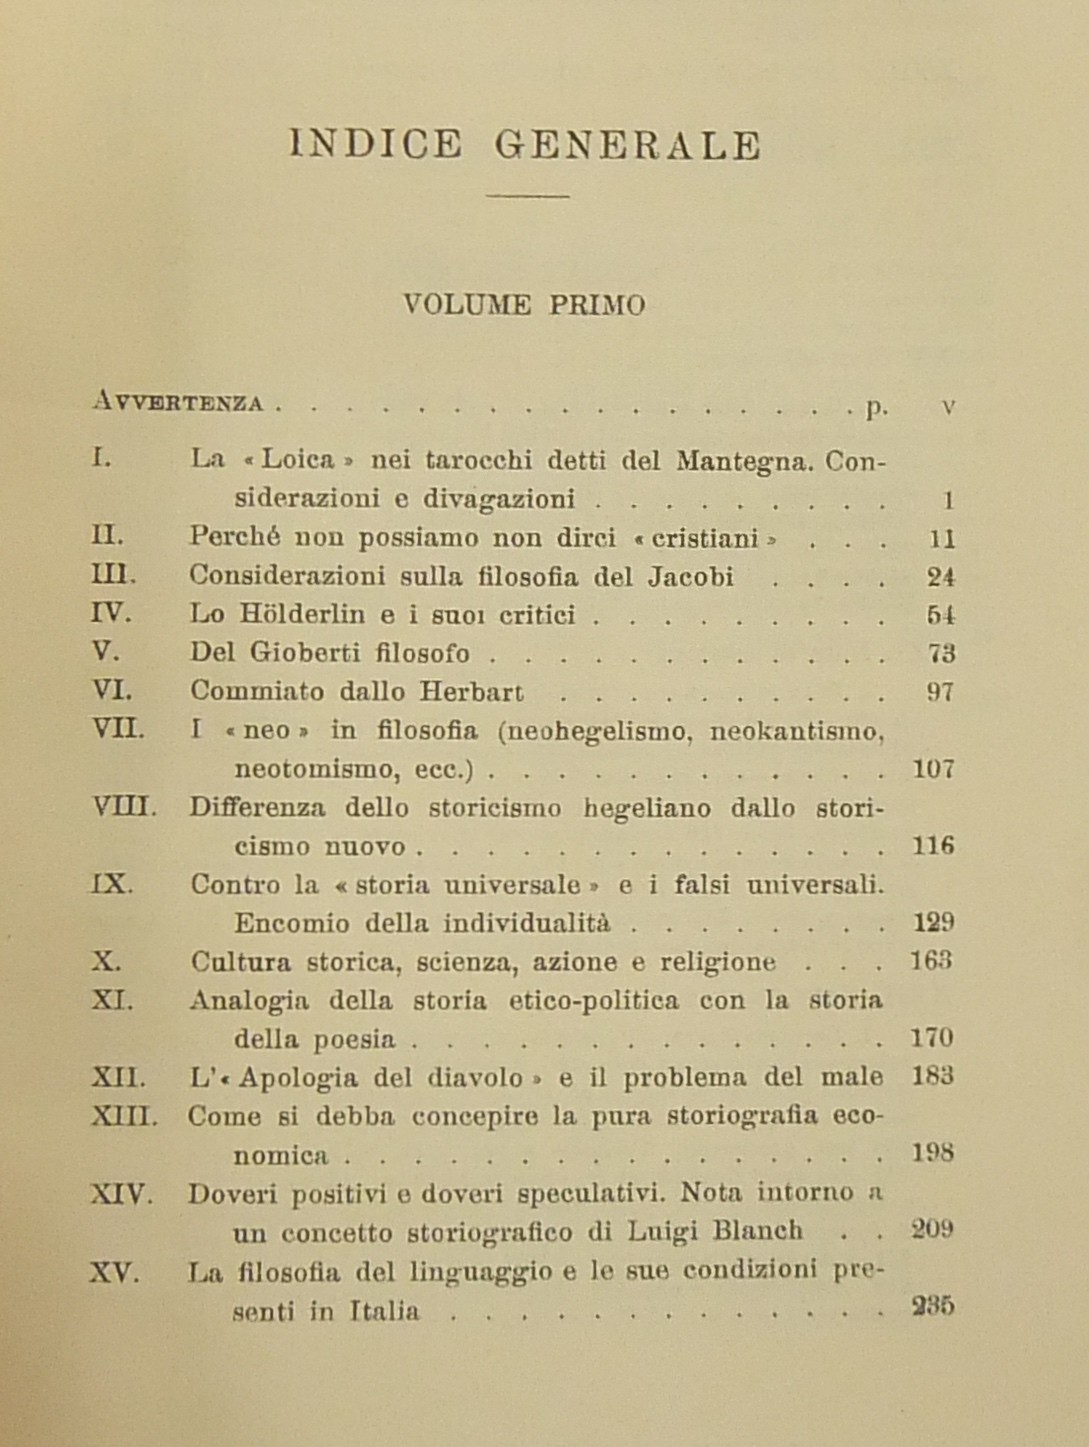 INDICE GENERALE
VOLUME PRIMO
AVVERTENZA . . . . . . . . . . . . . . . . . p. v
I. La « Loica » nei tarocchi detti del Mantegna. Con-
siderazioni e divagazioni . . . . . . . . . 1
II. Perché non possiamo non dirci « cristiani » . . . 11
III. Considerazioni sulla filosofia del Jacobi . . . . 24
IV. Lo Hölderlin e i suoi critici . . . . . . . . . 54
V. Del Gioberti filosofo . . . . . . . . . . . . 73
VI. Commiato dallo Herbart . . . . . . . . . . 97
VII. I « neo » in filosofia (neohegelismo, neokantismo,
neotomismo, ecc.) . . . . . . . . . . . . 107
VIII. Differenza dello storicismo hegeliano dallo stori-
cismo nuovo . . . . . . . . . . . . . . 116
IX. Contro la « storia universale » e i falsi universali.
Encomio della individualità . . . . . . . . 129
X. Cultura storica, scienza, azione e religione . . . 163
XI. Analogia della storia etico-politica con la storia
della poesia . . . . . . . . . . . . . . 170
XII. L'« Apologia del diavolo » e il problema del male 183
XIII. Come si debba concepire la pura storiografia eco-
nomica . . . . . . . . . . . . . . . . 198
XIV. Doveri positivi e doveri speculativi. Nota intorno a
un concetto storiografico di Luigi Blanch . . 209
XV. La filosofia del linguaggio e le sue condizioni pre-
senti in Italia . . . . . . . . . . . . . 235